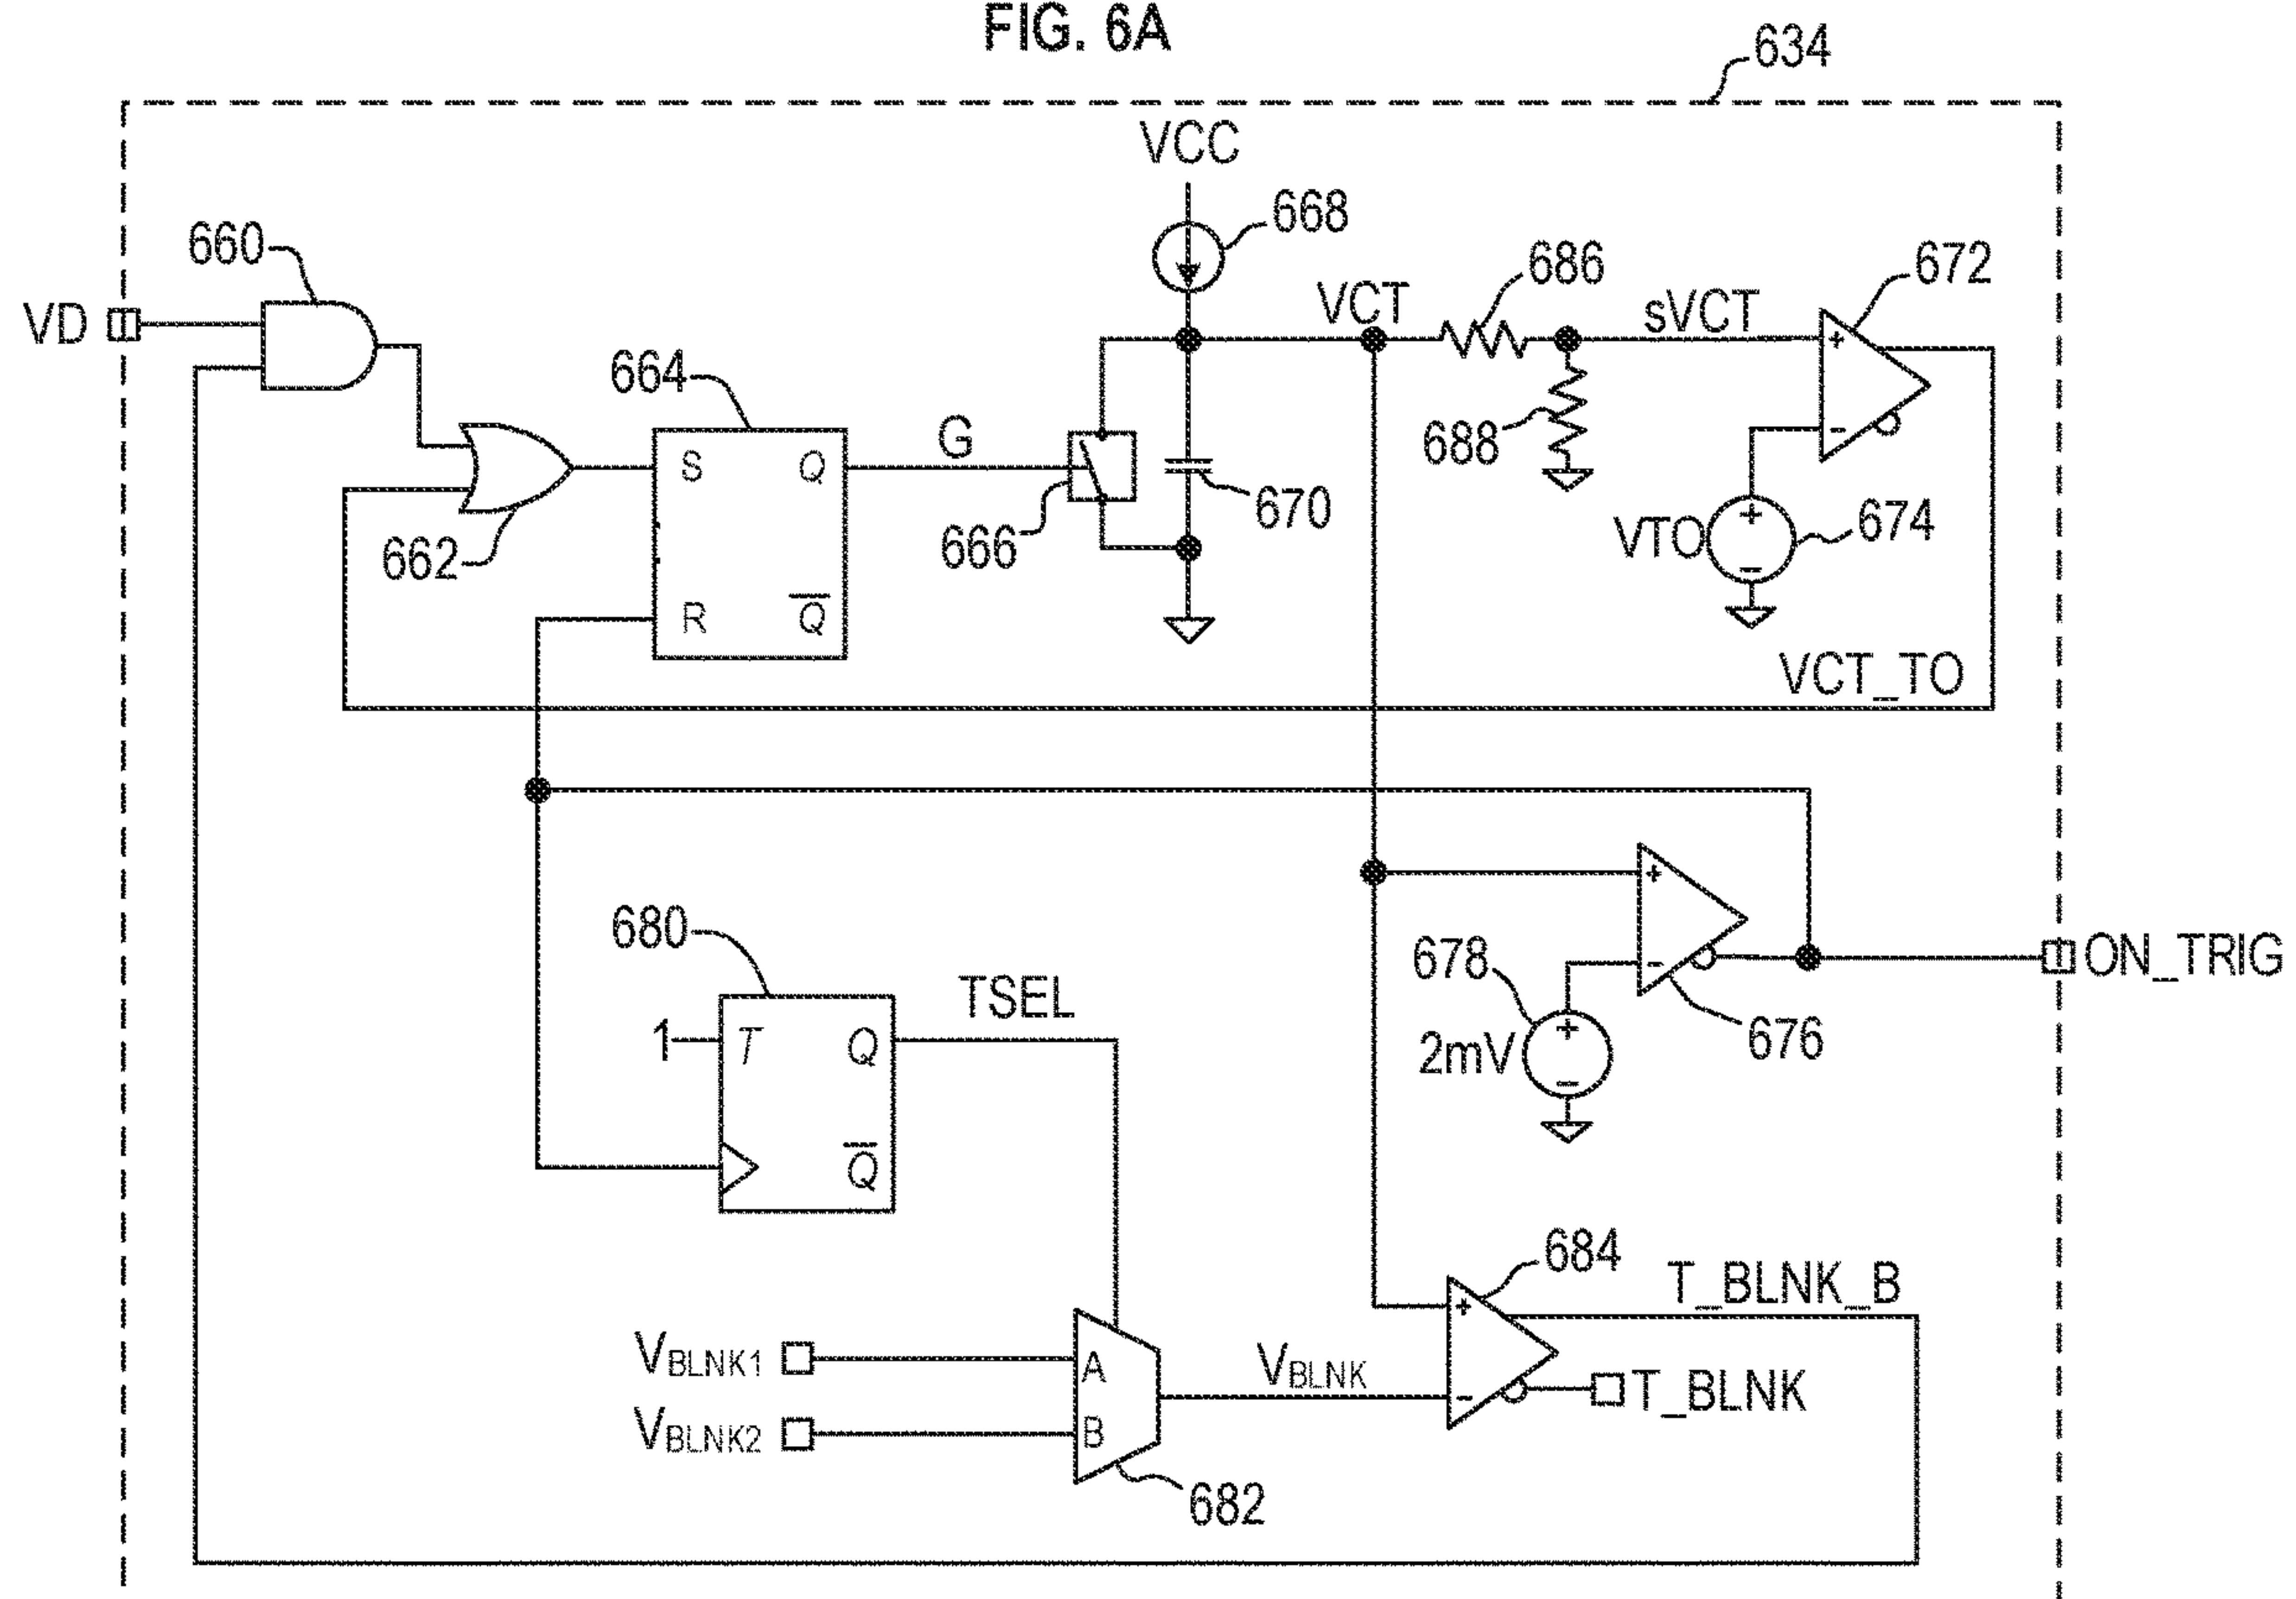 FIG. 6A
634
VCC
668
660
686
672
VCT
sVCT
VD
664
G
S
Q
688
+
-
670
674
VTO
+
-
666
662
R
Q
VCT_TO
680
TSEL
678
+
-
ON_TRIG
1
T
Q
2mV
+
-
676
Q
684
T_BLNK_B
+
VBLNK1
A
VBLNK
T_BLNK
-
VBLNK2
B
682